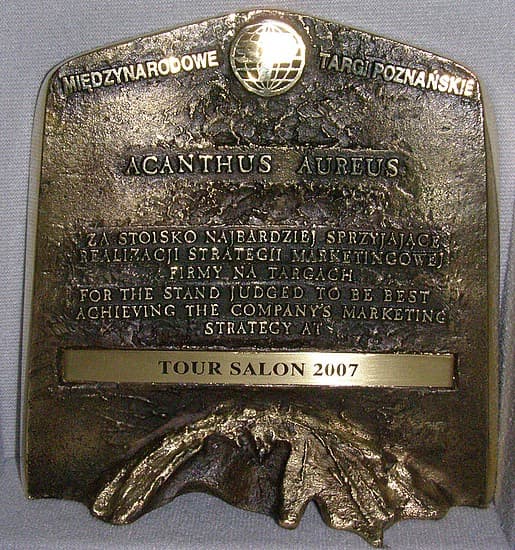 MIĘDZYNARODOWE TARGI POZNAŃSKIE
ACANTHUS AUREUS
ZA STOISKO NAJBARDZIEJ SPRZYJAJĄCE
REALIZACJI STRATEGII MARKETINGOWEJ
FIRMY NA TARGACH
FOR THE STAND JUDGED TO BE BEST
ACHIEVING THE COMPANY'S MARKETING
STRATEGY AT
TOUR SALON 2007